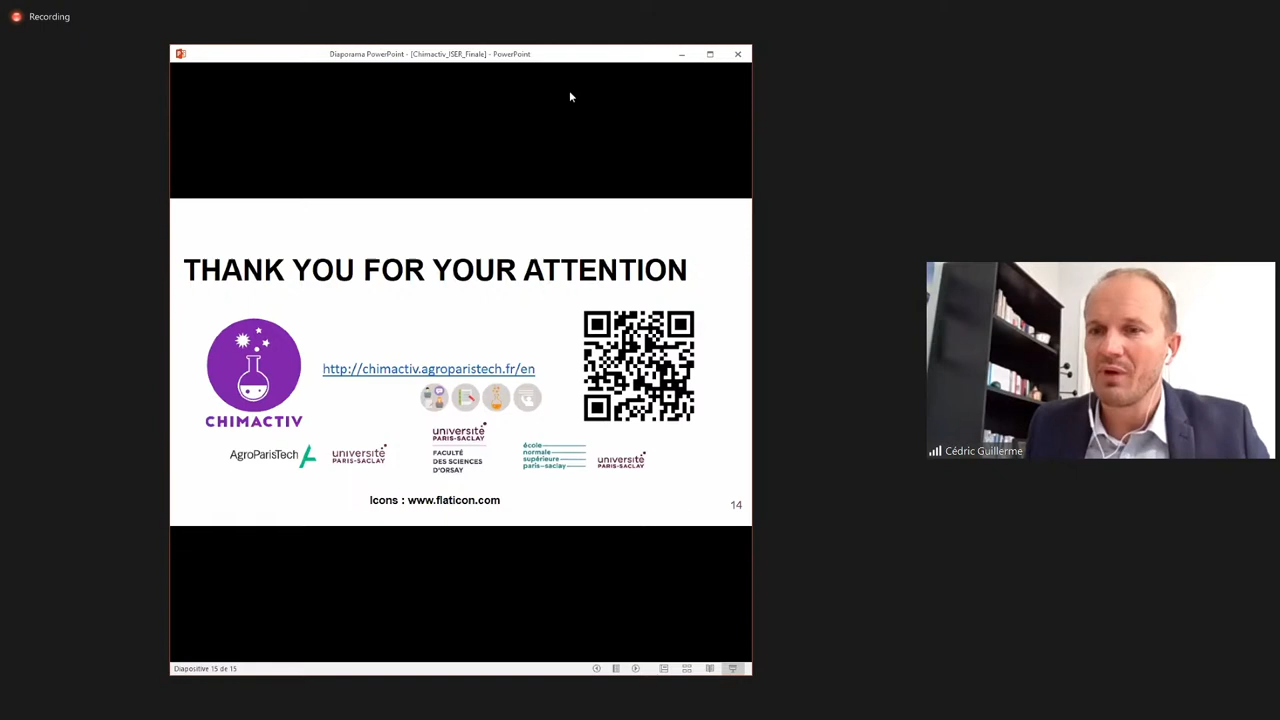 Recording
Diaporama PowerPoint - [Chimactiv_ISER_Finale] - PowerPoint
THANK YOU FOR YOUR ATTENTION
http://chimactiv.agroparistech.fr/en
CHIMACTIV
AgroParisTech
université
PARIS-SACLAY
université
PARIS-SACLAY
FACULTÉ
DES SCIENCES
D'ORSAY
école
normale
supérieure
paris-saclay
université
PARIS-SACLAY
Icons : www.flaticon.com
14
Cédric Guillerme
Diapositive 15 de 15